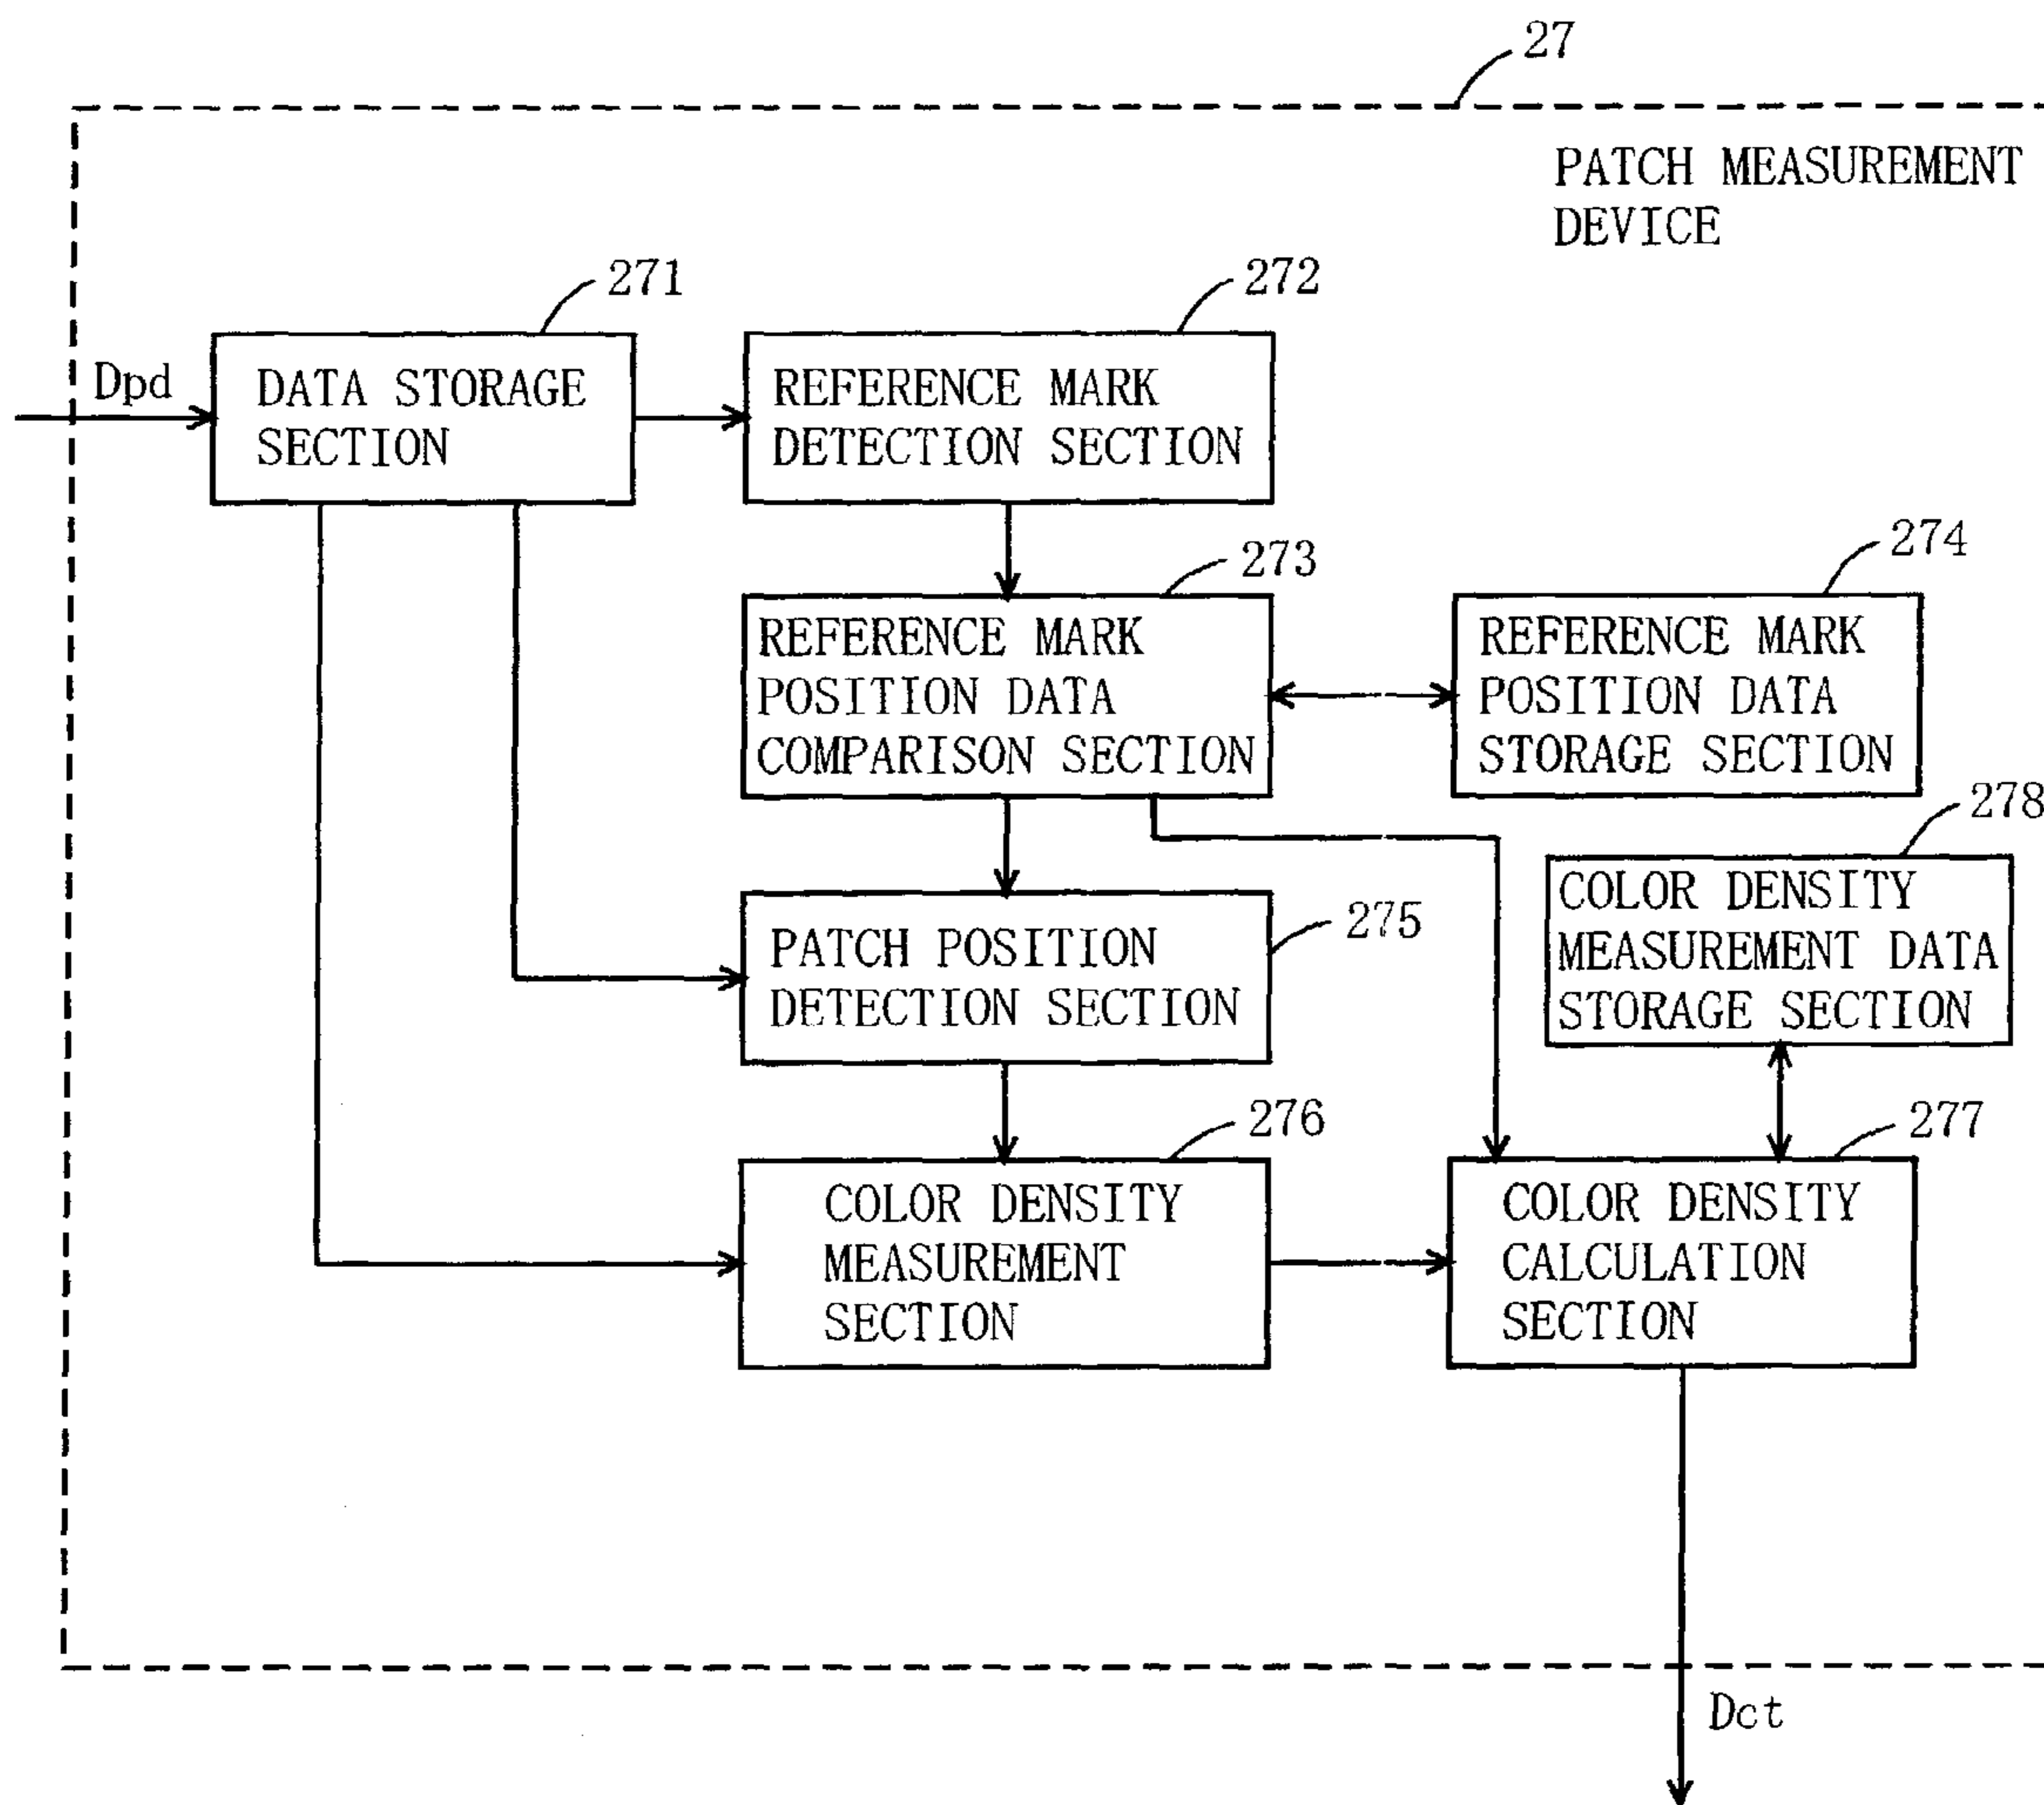 27
PATCH MEASUREMENT
DEVICE
271
272
Dpd
DATA STORAGE
SECTION
REFERENCE MARK
DETECTION SECTION
273
274
REFERENCE MARK
POSITION DATA
COMPARISON SECTION
REFERENCE MARK
POSITION DATA
STORAGE SECTION
278
COLOR DENSITY
MEASUREMENT DATA
STORAGE SECTION
275
PATCH POSITION
DETECTION SECTION
276
277
COLOR DENSITY
MEASUREMENT
SECTION
COLOR DENSITY
CALCULATION
SECTION
Dct